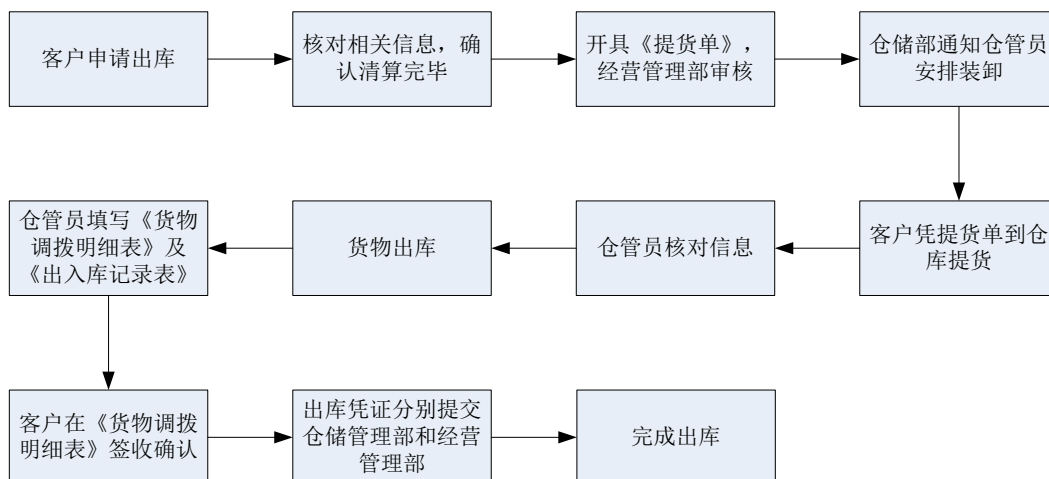 客户申请出库
核对相关信息，确
认清算完毕
开具《提货单》，
经营管理部审核
仓储部通知仓管员
安排装卸
客户凭提货单到仓
库提货
仓管员核对信息
货物出库
仓管员填写《货物
调拨明细表》及
《出入库记录表》
客户在《货物调拨
明细表》签收确认
出库凭证分别提交
仓储管理部和经营
管理部
完成出库